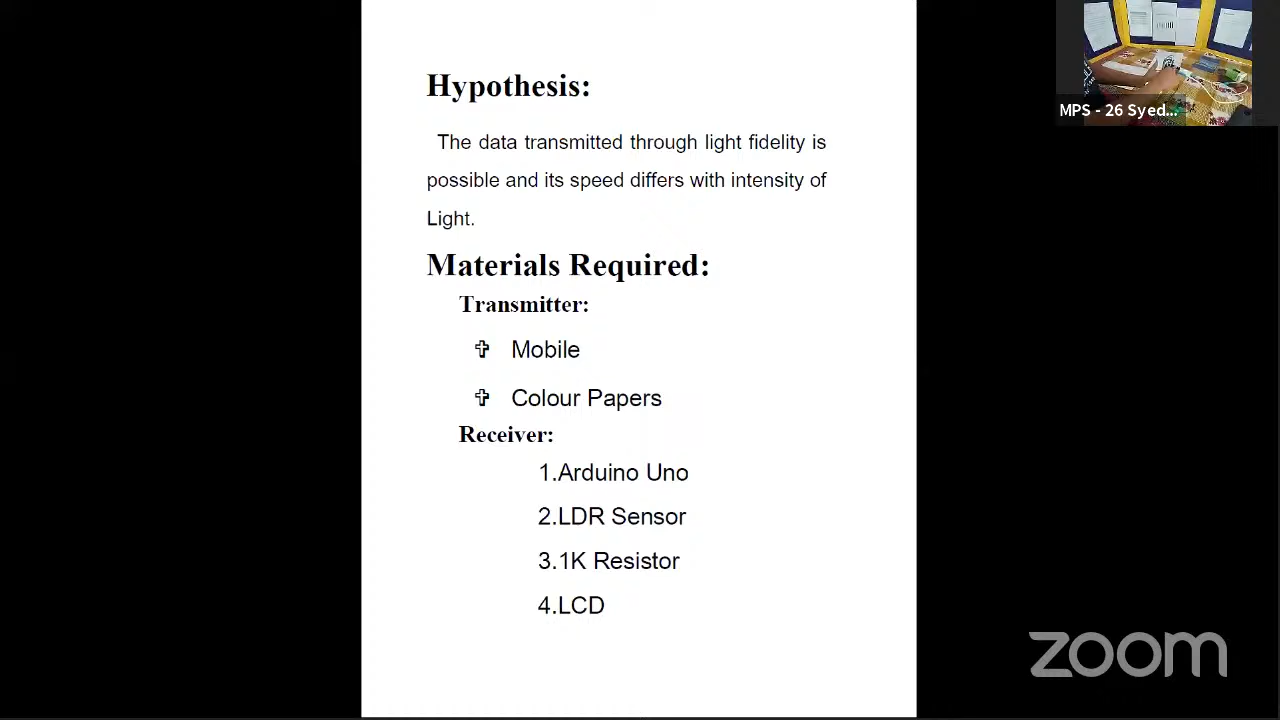 MPS - 26 Syed...
Hypothesis:
The data transmitted through light fidelity is
possible and its speed differs with intensity of
Light.
Materials Required:
Transmitter:
✞ Mobile
✞ Colour Papers
Receiver:
1.Arduino Uno
2.LDR Sensor
3.1K Resistor
4.LCD
zoom